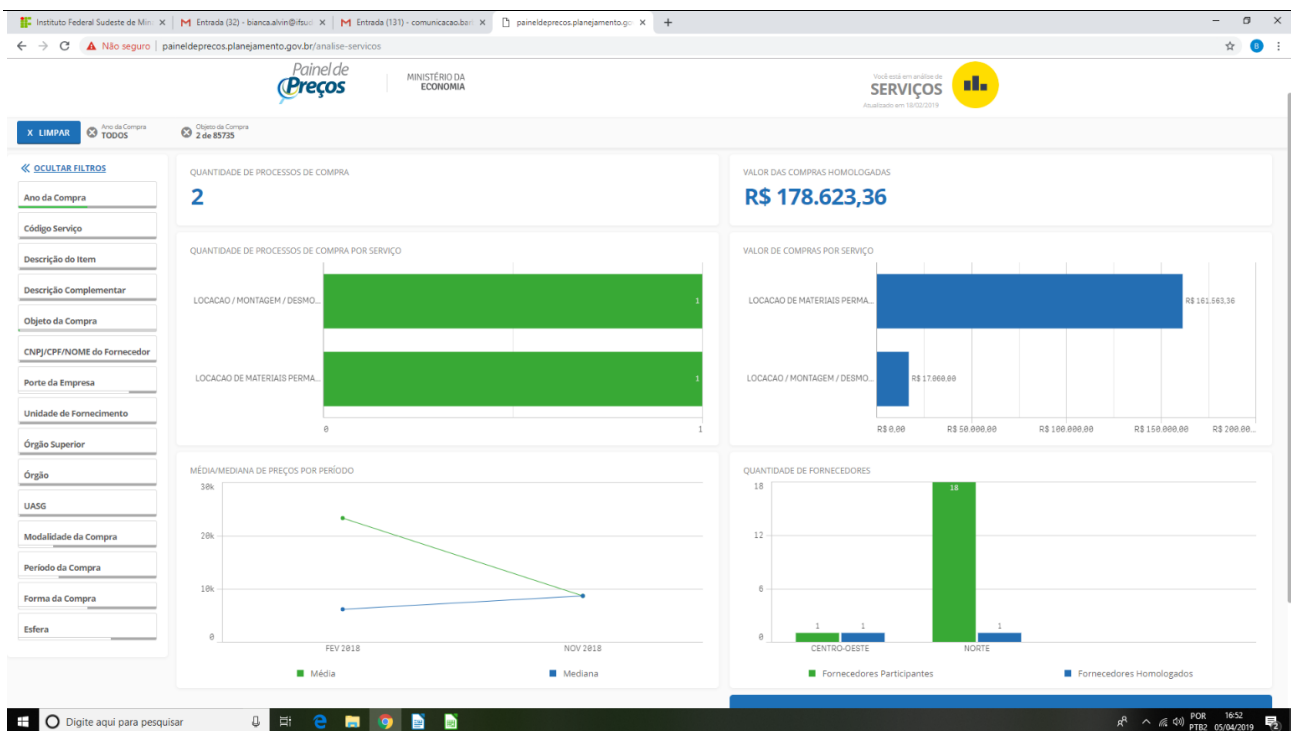 Instituto Federal Sudeste de Min
Entrada (32) - bianca.alvin@ifsud
Entrada (131) - comunicacao.bar
paineldeprecos.planejamento.go
Não seguro
paineldeprecos.planejamento.gov.br/analise-servicos
B
Painel de
Preços
MINISTÉRIO DA
ECONOMIA
Você está em análise de
SERVIÇOS
Atualizado em 18/02/2019
X LIMPAR
Ano da Compra
TODOS
Objeto da Compra
2 de 85735
OCULTAR FILTROS
Ano da Compra
Código Serviço
Descrição do Item
Descrição Complementar
Objeto da Compra
CNPJ/CPF/NOME do Fornecedor
Porte da Empresa
Unidade de Fornecimento
Órgão Superior
Órgão
UASG
Modalidade da Compra
Período da Compra
Forma da Compra
Esfera
QUANTIDADE DE PROCESSOS DE COMPRA
2
VALOR DAS COMPRAS HOMOLOGADAS
R$ 178.623,36
QUANTIDADE DE PROCESSOS DE COMPRA POR SERVIÇO
LOCACAO / MONTAGEM / DESMO...
1
LOCACAO DE MATERIAIS PERMA...
1
0
1
VALOR DE COMPRAS POR SERVIÇO
LOCACAO DE MATERIAIS PERMA...
R$ 161.563,36
LOCACAO / MONTAGEM / DESMO...
R$ 17.060,00
R$ 0,00
R$ 50.000,00
R$ 100.000,00
R$ 150.000,00
R$ 200.00...
MÉDIA/MEDIANA DE PREÇOS POR PERÍODO
30k
20k
10k
0
FEV 2018
NOV 2018
Média
Mediana
QUANTIDADE DE FORNECEDORES
18
12
6
0
1
1
18
1
CENTRO-OESTE
NORTE
Fornecedores Participantes
Fornecedores Homologados
Digite aqui para pesquisar
POR
PTB2
16:52
05/04/2019
2